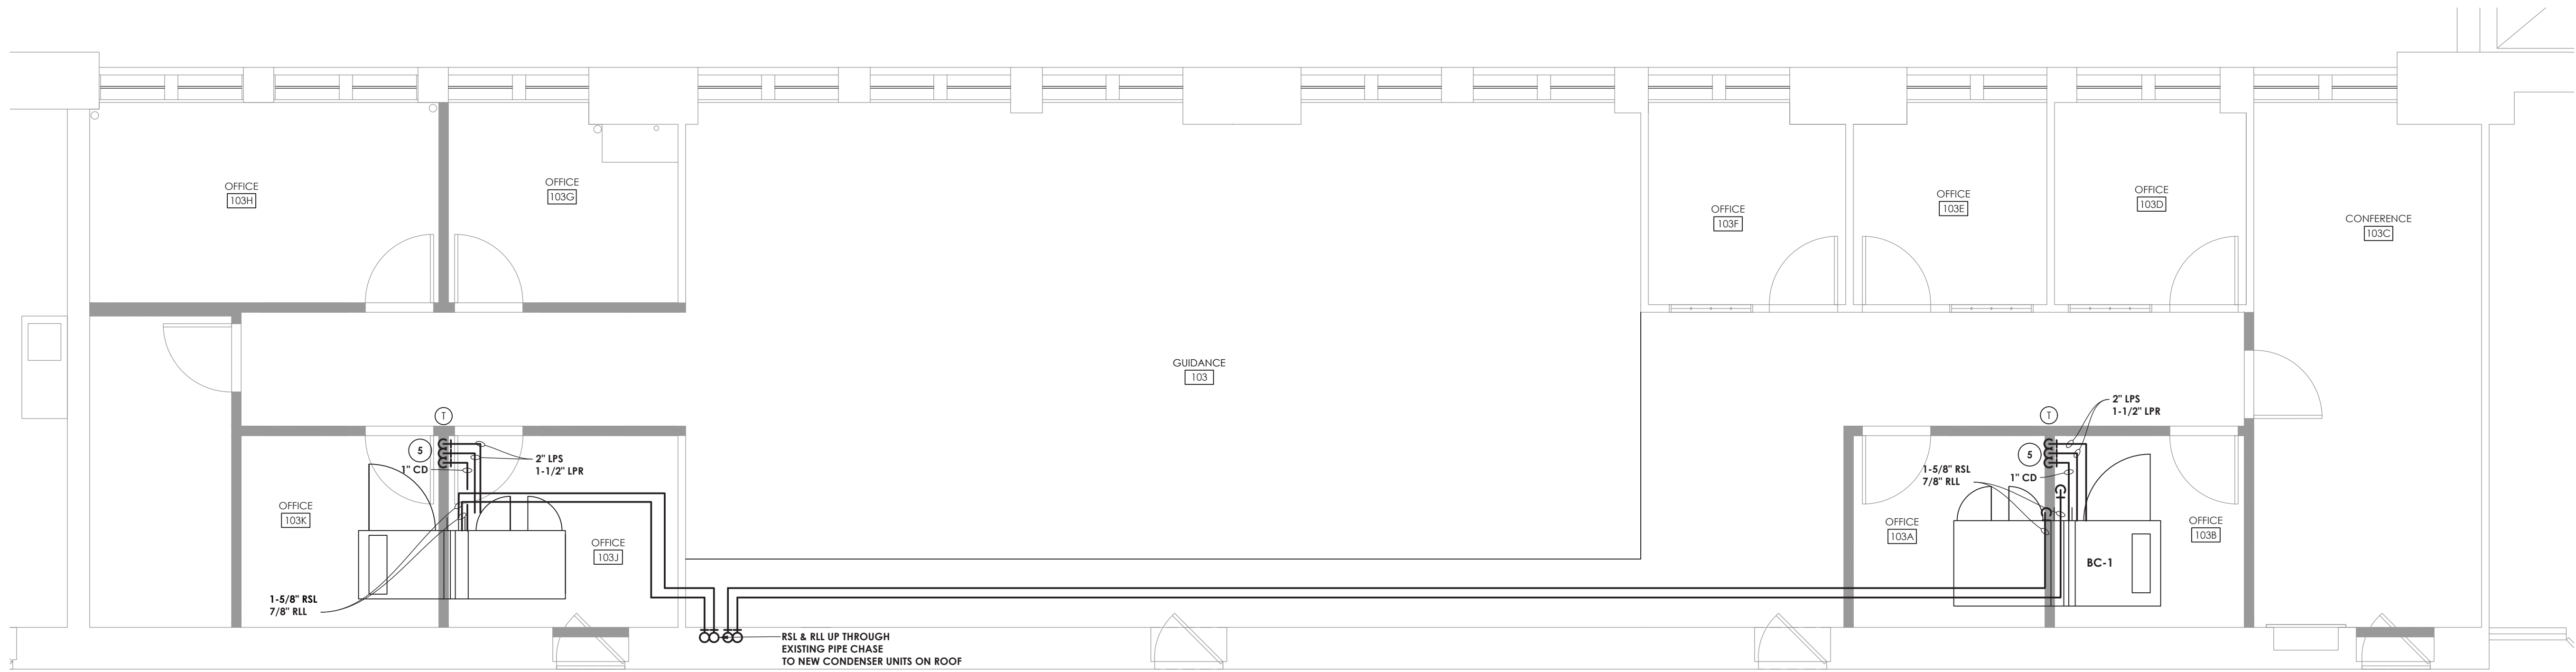 OFFICE
103H
OFFICE
103G
OFFICE
103F
OFFICE
103E
OFFICE
103D
CONFERENCE
103C
GUIDANCE
103
T
5
1" CD
2" LPS
1-1/2" LPR
OFFICE
103K
OFFICE
103J
1-5/8" RSL
7/8" RLL
RSL & RLL UP THROUGH
EXISTING PIPE CHASE
TO NEW CONDENSER UNITS ON ROOF
T
2" LPS
1-1/2" LPR
5
1-5/8" RSL
7/8" RLL
1" CD
OFFICE
103A
OFFICE
103B
BC-1